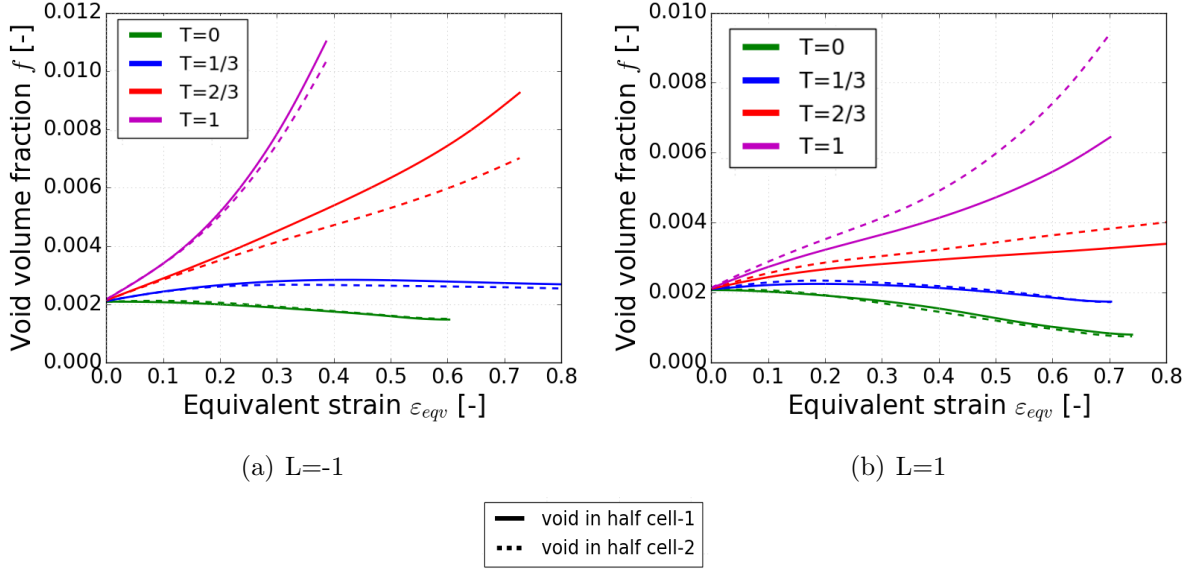 Void volume fraction f [-]
0.012
0.010
0.008
0.006
0.004
0.002
0.000
T=0
T=1/3
T=2/3
T=1
0.0 0.1 0.2 0.3 0.4 0.5 0.6 0.7 0.8
Equivalent strain ε_eqv [-]
(a) L=-1
Void volume fraction f [-]
0.010
0.008
0.006
0.004
0.002
0.000
T=0
T=1/3
T=2/3
T=1
0.0 0.1 0.2 0.3 0.4 0.5 0.6 0.7 0.8
Equivalent strain ε_eqv [-]
(b) L=1
void in half cell-1
void in half cell-2